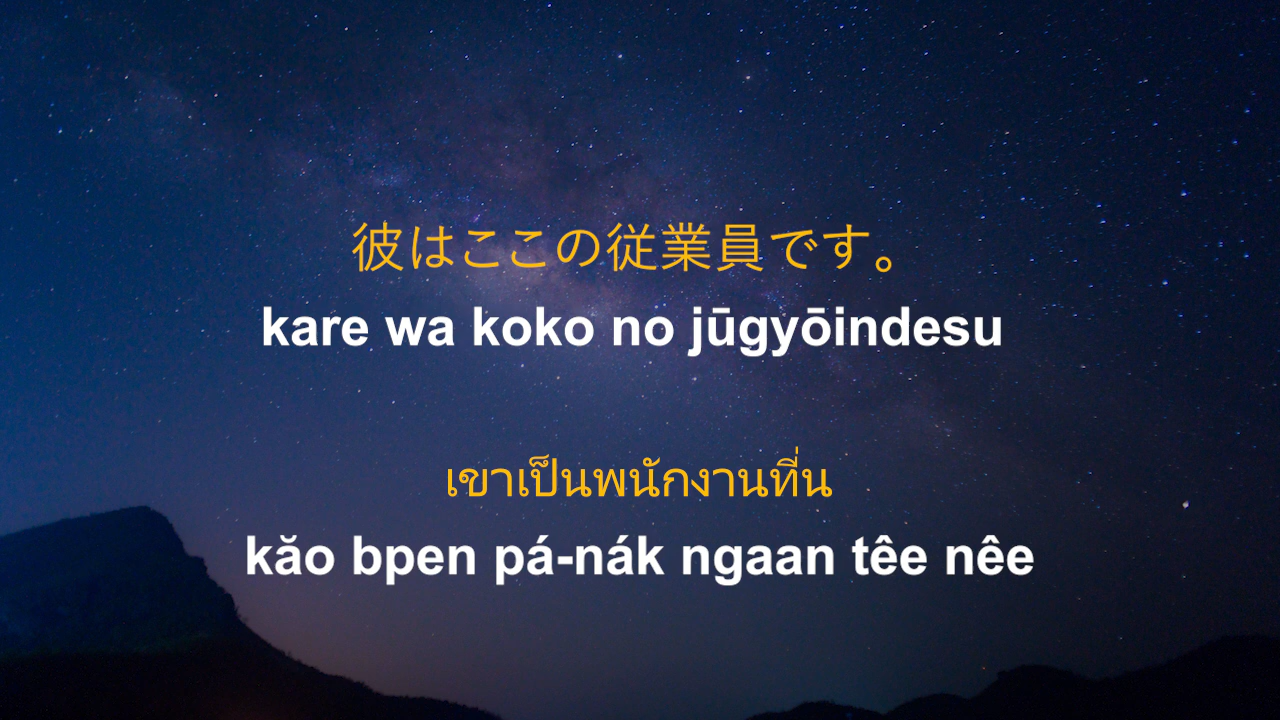 彼はここの従業員です。
kare wa koko no jūgyōindesu
เขาเป็นพนักงานที่น
kăo bpen pá-nák ngaan têe nêe